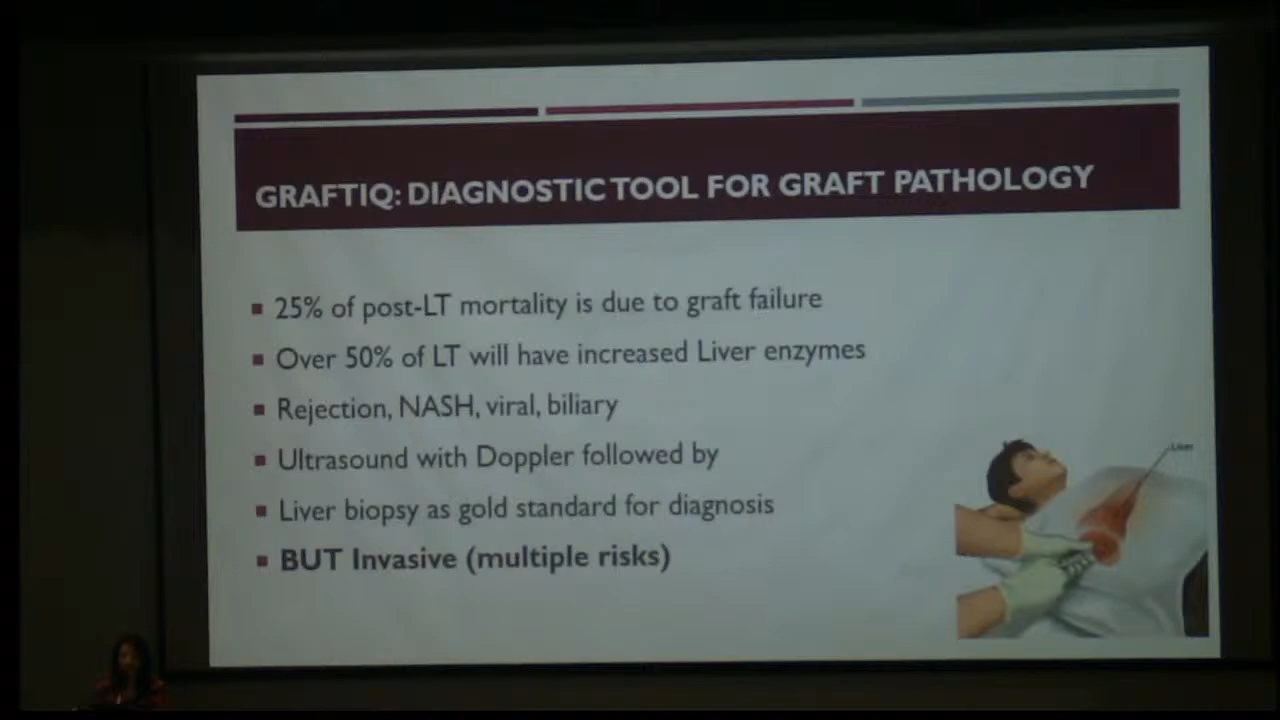 GRAFTIQ: DIAGNOSTIC TOOL FOR GRAFT PATHOLOGY
25% of post-LT mortality is due to graft failure
Over 50% of LT will have increased Liver enzymes
Rejection, NASH, viral, biliary
Ultrasound with Doppler followed by
Liver biopsy as gold standard for diagnosis
BUT Invasive (multiple risks)
Liver